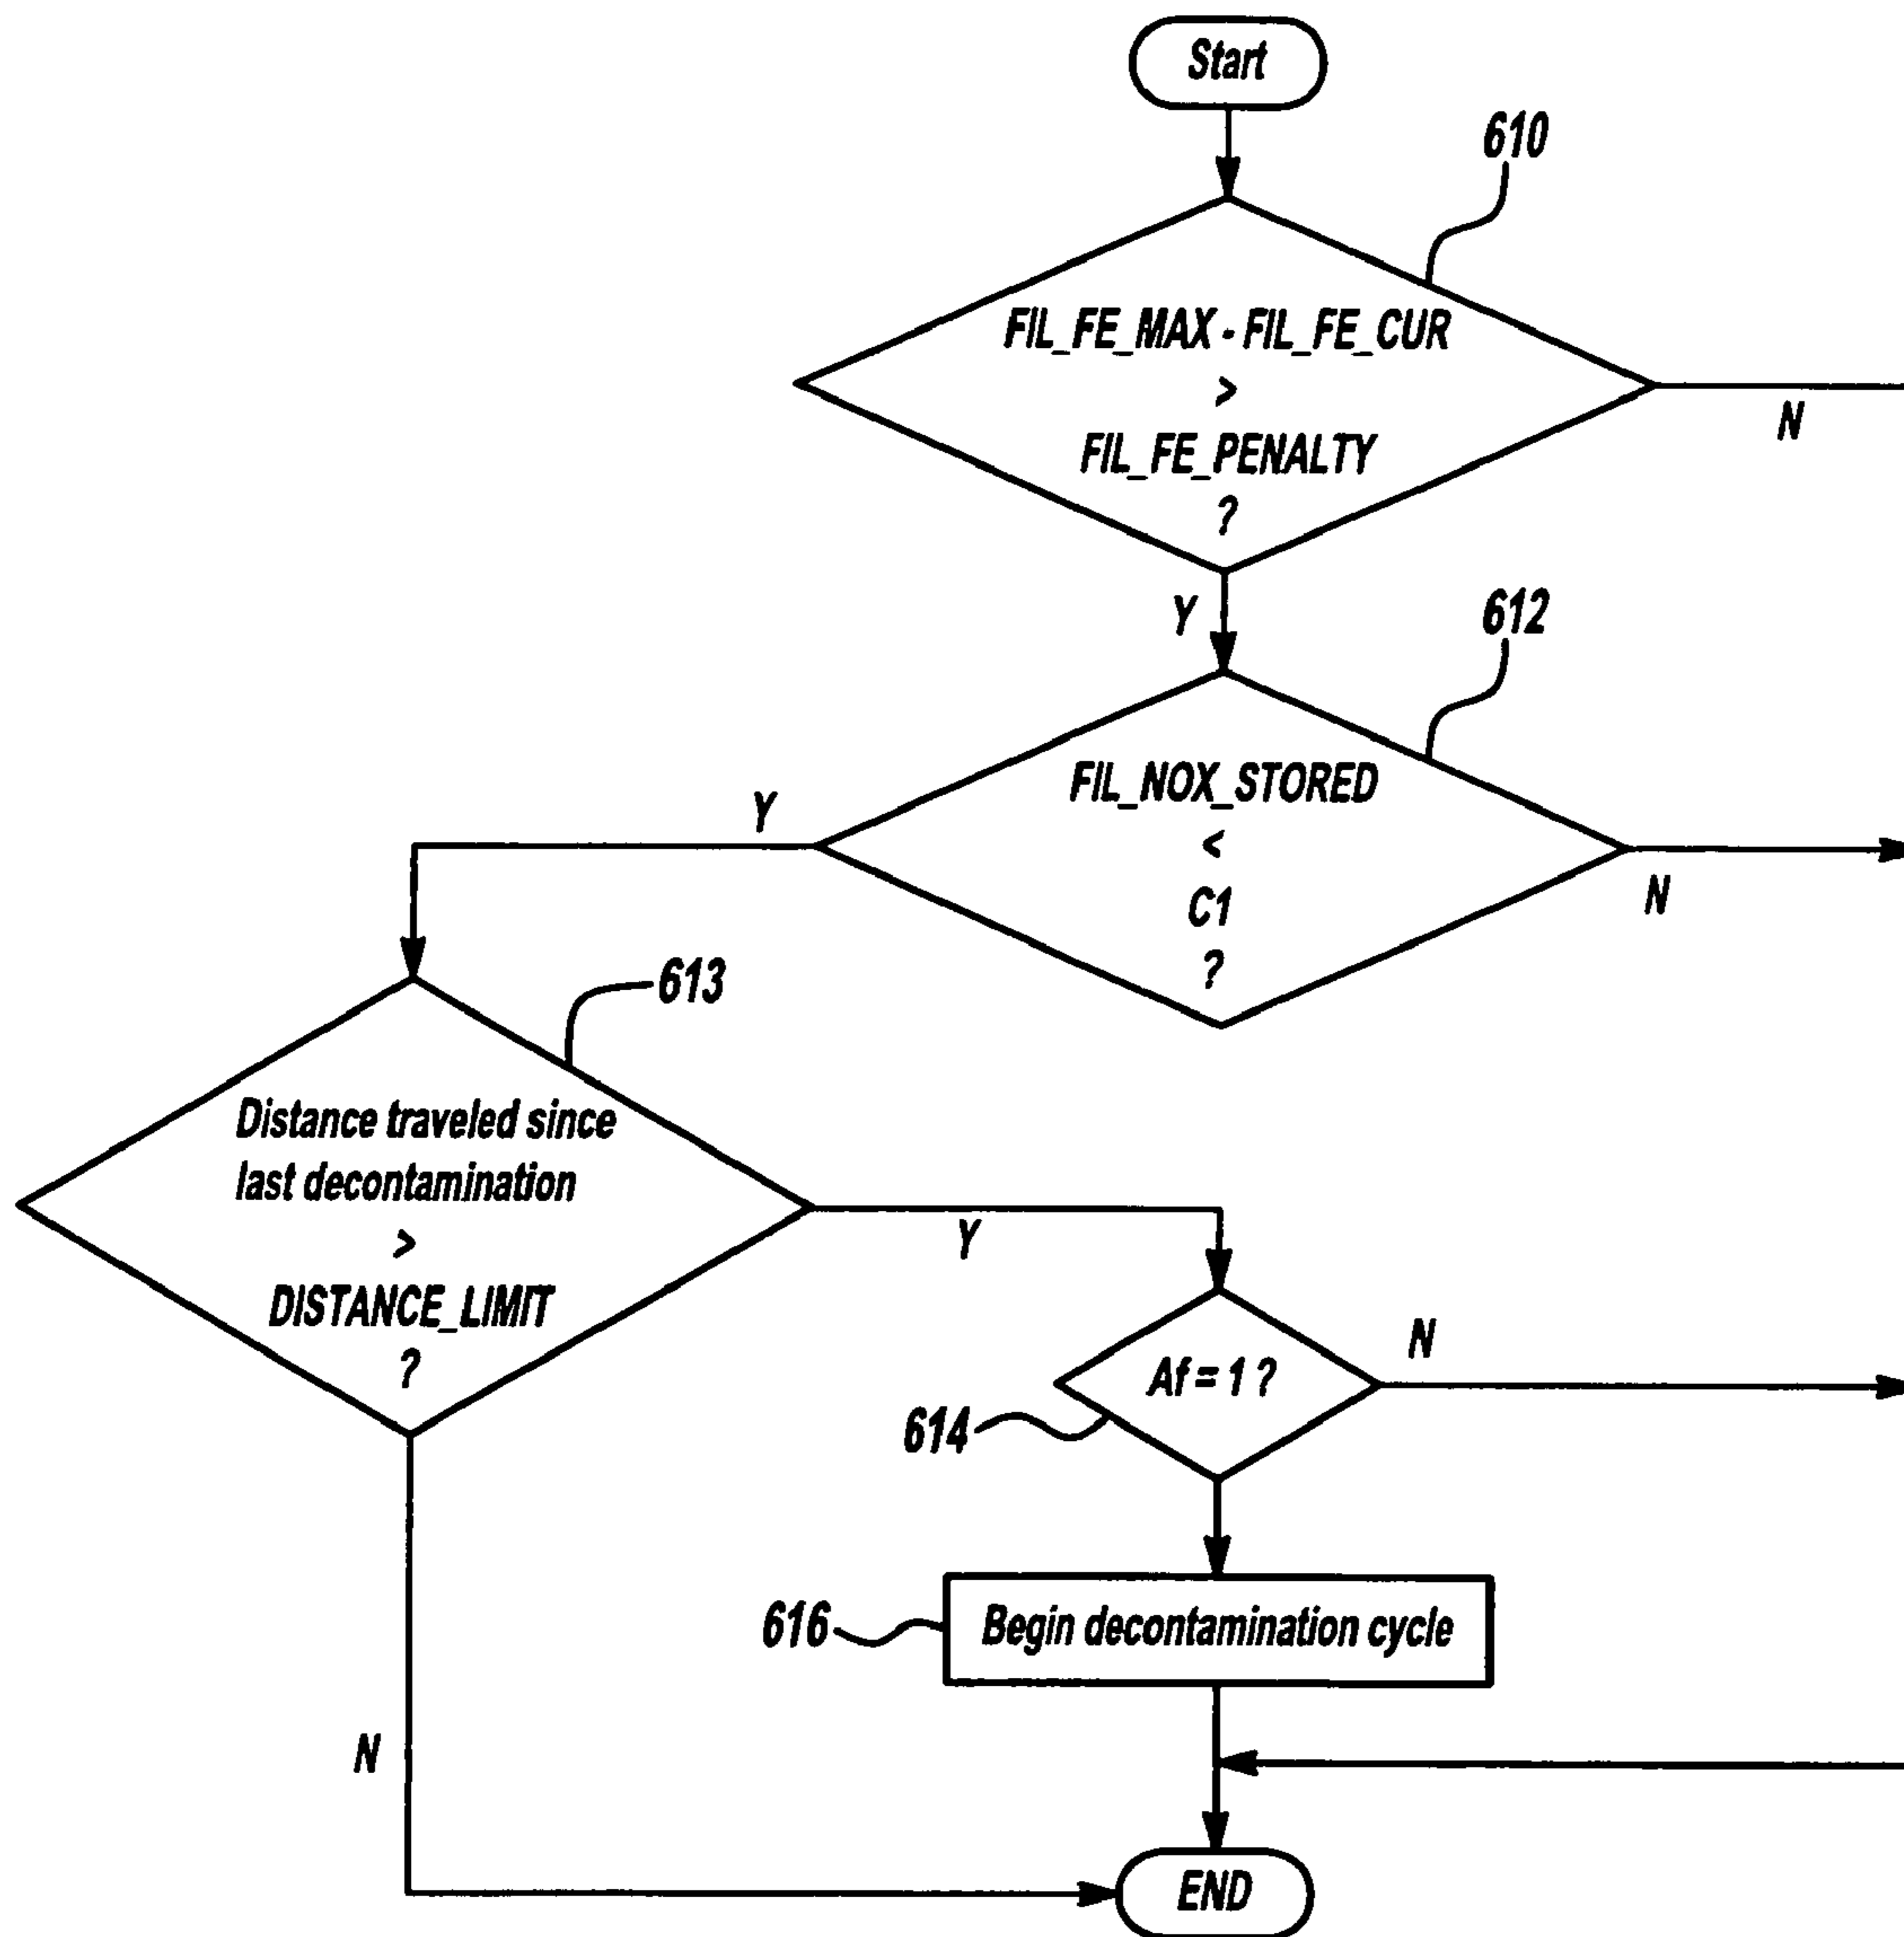 Start
610
FIL_FE_MAX - FIL_FE_CUR
>
FIL_FE_PENALTY
?
N
Y
612
FIL_NOX_STORED
<
C1
?
Y
N
613
Distance traveled since
last decontamination
>
DISTANCE_LIMIT
?
Y
N
Af = 1 ?
614
616
Begin decontamination cycle
N
END